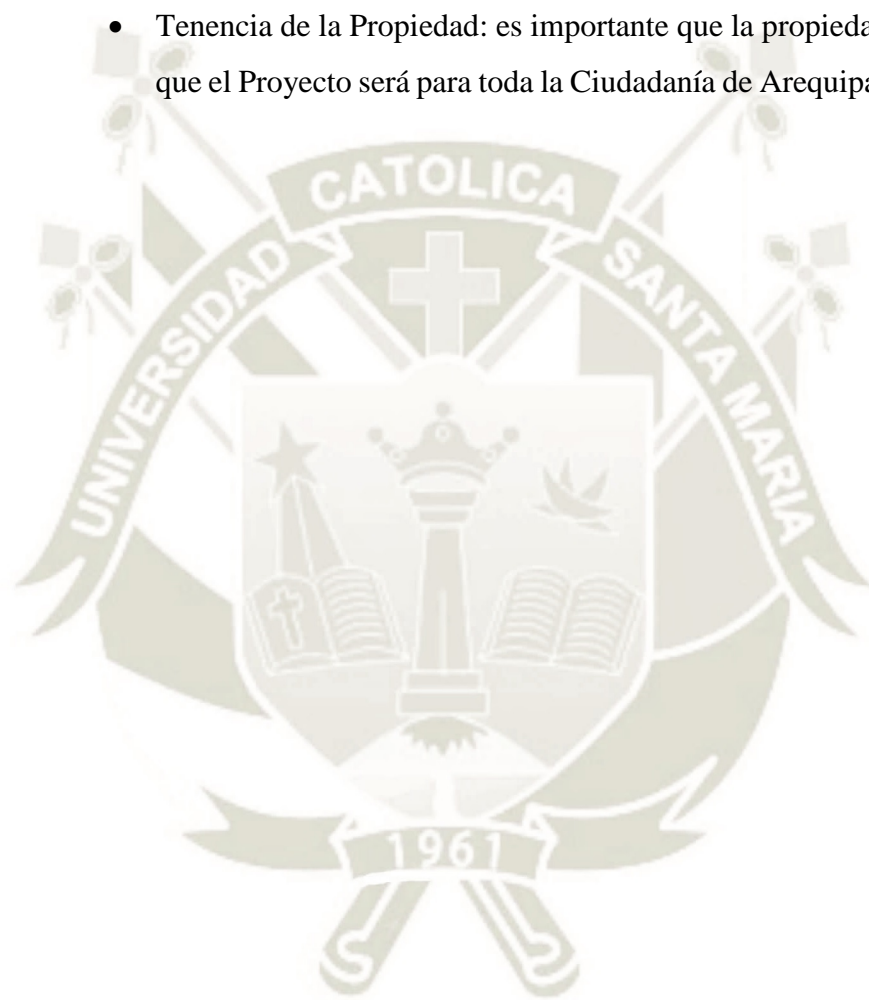 • Tenencia de la Propiedad: es importante que la propieda
que el Proyecto será para toda la Ciudadanía de Arequipa
UNIVERSIDAD CATOLICA SANTA MARIA
1961